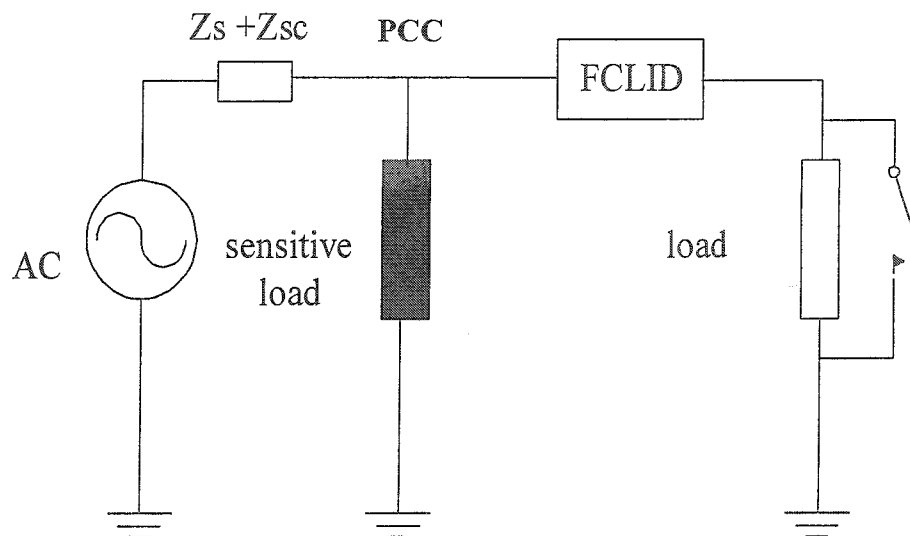 Zs +Zsc
PCC
FCLID
AC
sensitive
load
load